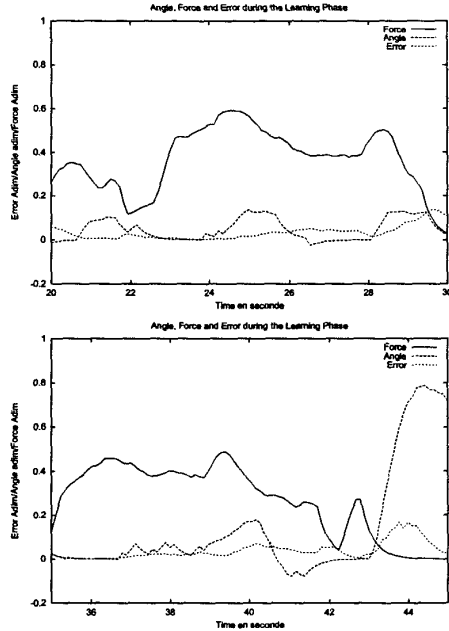 Angle, Force and Error during the Learning Phase
Error Adim/Angle adim/Force Adim
1
0.8
0.6
0.4
0.2
0
-0.2
Force
Angle
Error
20
22
24
26
28
30
Time en seconde
Angle, Force and Error during the Learning Phase
Error Adim/Angle adim/Force Adim
1
0.8
0.6
0.4
0.2
0
-0.2
Force
Angle
Error
36
38
40
42
44
Time en seconde